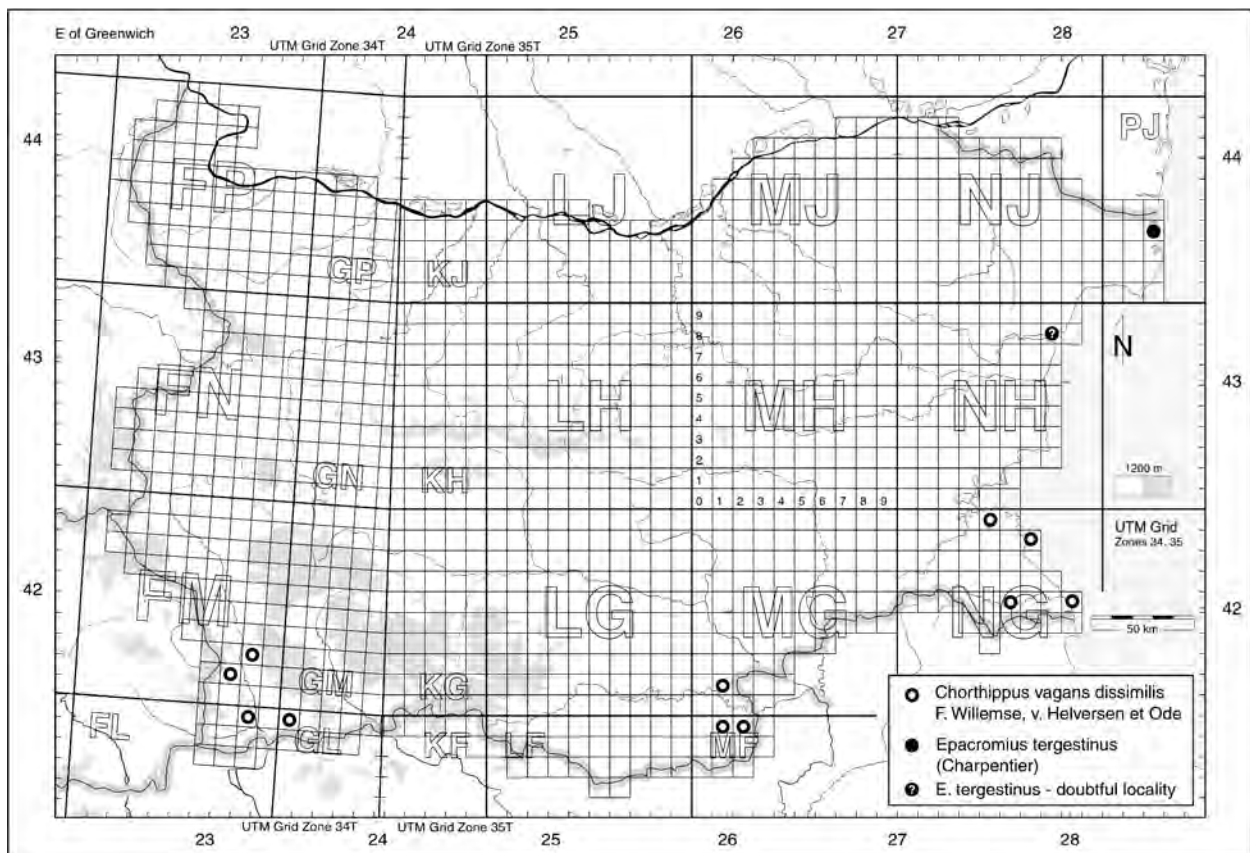 E of Greenwich
23
UTM Grid Zone 34T
24
UTM Grid Zone 35T
25
26
27
28
44
PJ
44
FP
LJ
MJ
NJ
GP
KJ
9
8
7
6
5
4
3
2
1
0 1 2 3 4 5 6 7 8 9
43
?
N
43
FN
LH
MH
NH
GN
KH
1200 m
UTM Grid
Zones 34, 35
42
FM
LG
MG
NG
42
50 km
GM
KG
FL
GL
KF
LF
MF
Chorthippus vagans dissimilis
F. Willemse, v. Helversen et Ode
Epacromius tergestinus
(Charpentier)
? E. tergestinus - doubtful locality
23
UTM Grid Zone 34T
24
UTM Grid Zone 35T
25
26
27
28